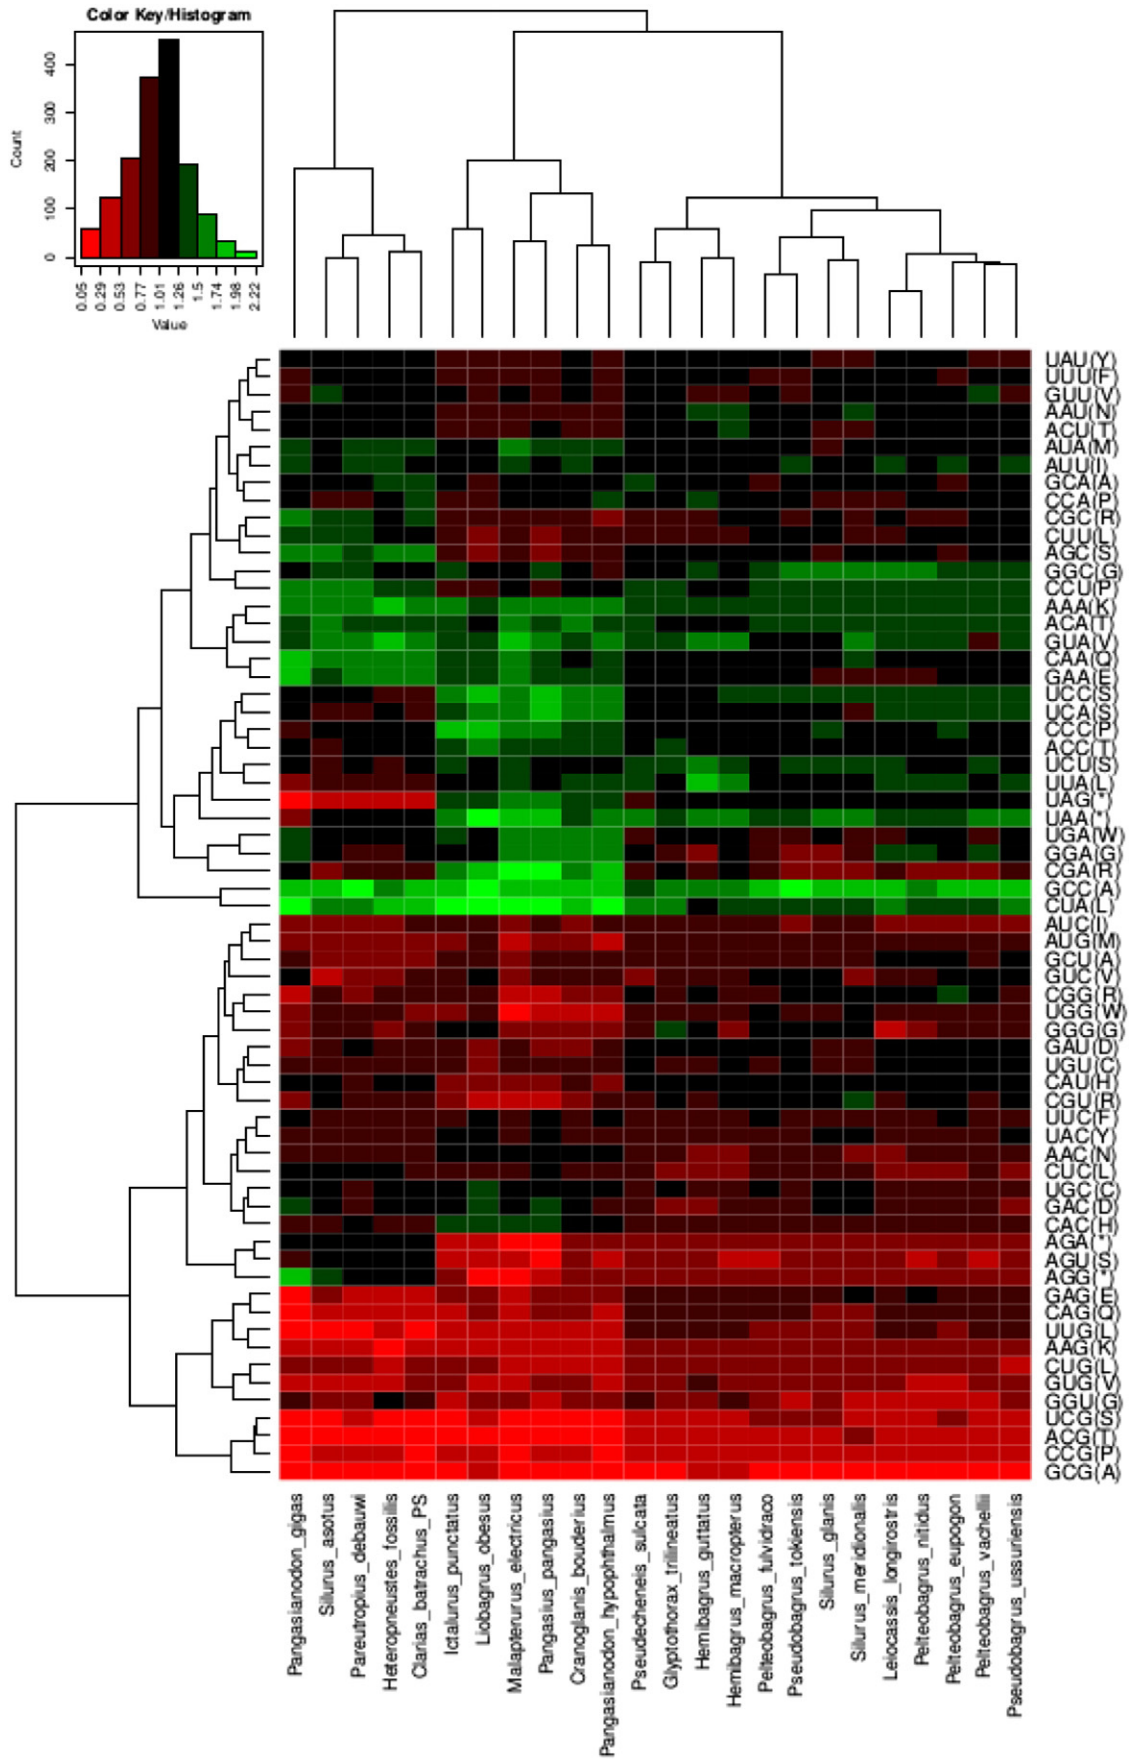 Color Key/Histogram
Count
400
300
200
100
0
0.05
0.29
0.53
0.77
1.01
1.26
1.5
1.74
1.98
2.22
Value
UAU(Y)
UUU(F)
GUU(V)
AAU(N)
ACU(T)
AUA(M)
AUU(I)
GCA(A)
CCA(P)
CGC(R)
CUU(L)
AGC(S)
GGC(G)
CCU(P)
AAA(K)
ACA(T)
GUA(V)
CAA(Q)
GAA(E)
UCC(S)
UCA(S)
CCC(P)
ACC(T)
UCU(S)
UUA(L)
UAG(*)
UAA(*)
UGA(W)
GGA(G)
CGA(R)
GCC(A)
CUA(L)
AUC(I)
AUG(M)
GCU(A)
GUC(V)
CGG(R)
UGG(W)
GGG(G)
GAU(D)
UGU(C)
CAU(H)
CGU(R)
UUC(F)
UAC(Y)
AAC(N)
CUC(L)
UGC(C)
GAC(D)
CAC(H)
AGA(*)
AGU(S)
AGG(*)
GAG(E)
CAG(Q)
UUG(L)
AAG(K)
CUG(L)
GUG(V)
GGU(G)
UCG(S)
ACG(T)
CCG(P)
GCG(A)
Pangasianodon_gigas
Silurus_asotus
Pareutropius_debauwi
Heteropneustes_fossilis
Clarias_batrachus_PS
Ictalurus_punctatus
Liobagrus_obesus
Malapterurus_electricus
Pangasius_pangasius
Cranoglanis_bouderius
Pangasianodon_hypophthalmus
Pseudecheneis_sulcata
Glyptothorax_trilineatus
Hemibagrus_guttatus
Hemibagrus_macropterus
Pelteobagrus_fulvidraco
Pseudobagrus_tokiensis
Silurus_glanis
Silurus_meridionalis
Leiocassis_longirostris
Pelteobagrus_nitidus
Pelteobagrus_eupogon
Pelteobagrus_vachellii
Pseudobagrus_ussuriensis